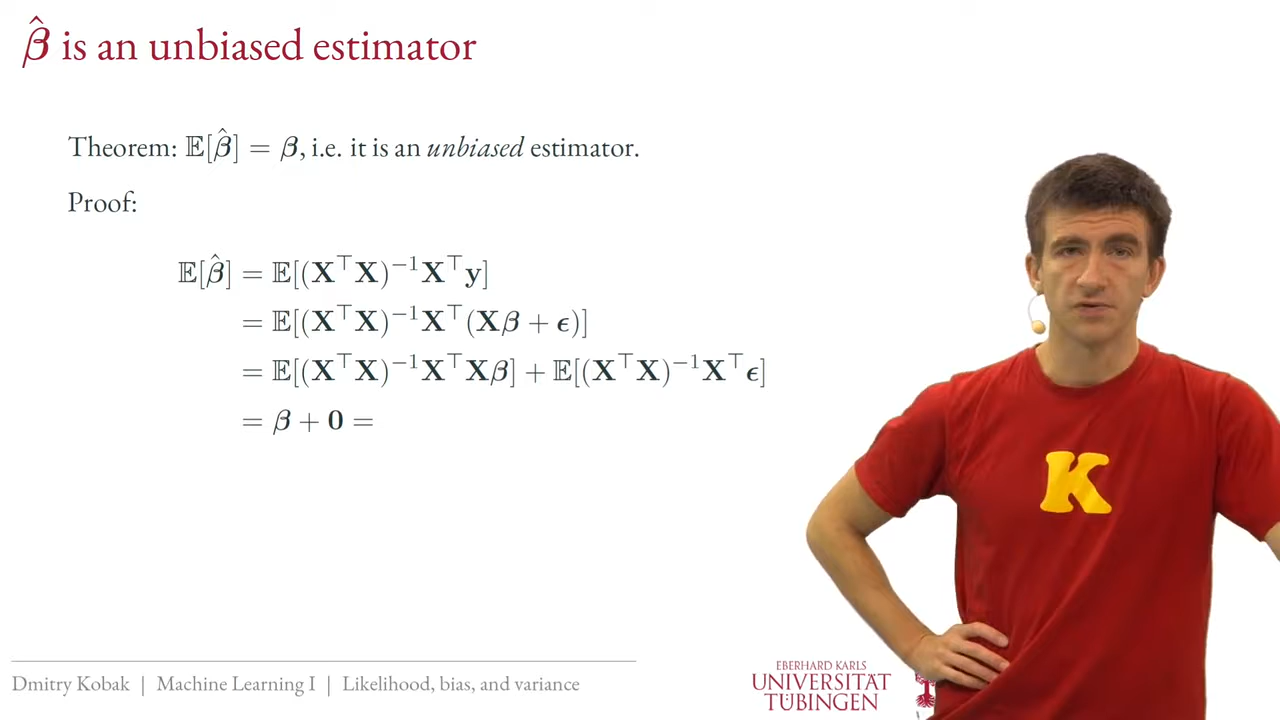 β̂ is an unbiased estimator
Theorem: 𝔼[β̂] = β, i.e. it is an unbiased estimator.
Proof:
𝔼[β̂] = 𝔼[(X⊤X)⁻¹X⊤y]
= 𝔼[(X⊤X)⁻¹X⊤(Xβ + ϵ)]
= 𝔼[(X⊤X)⁻¹X⊤Xβ] + 𝔼[(X⊤X)⁻¹X⊤ϵ]
= β + 0 =
K
Dmitry Kobak | Machine Learning I | Likelihood, bias, and variance
EBERHARD KARLS
UNIVERSITÄT
TÜBINGEN